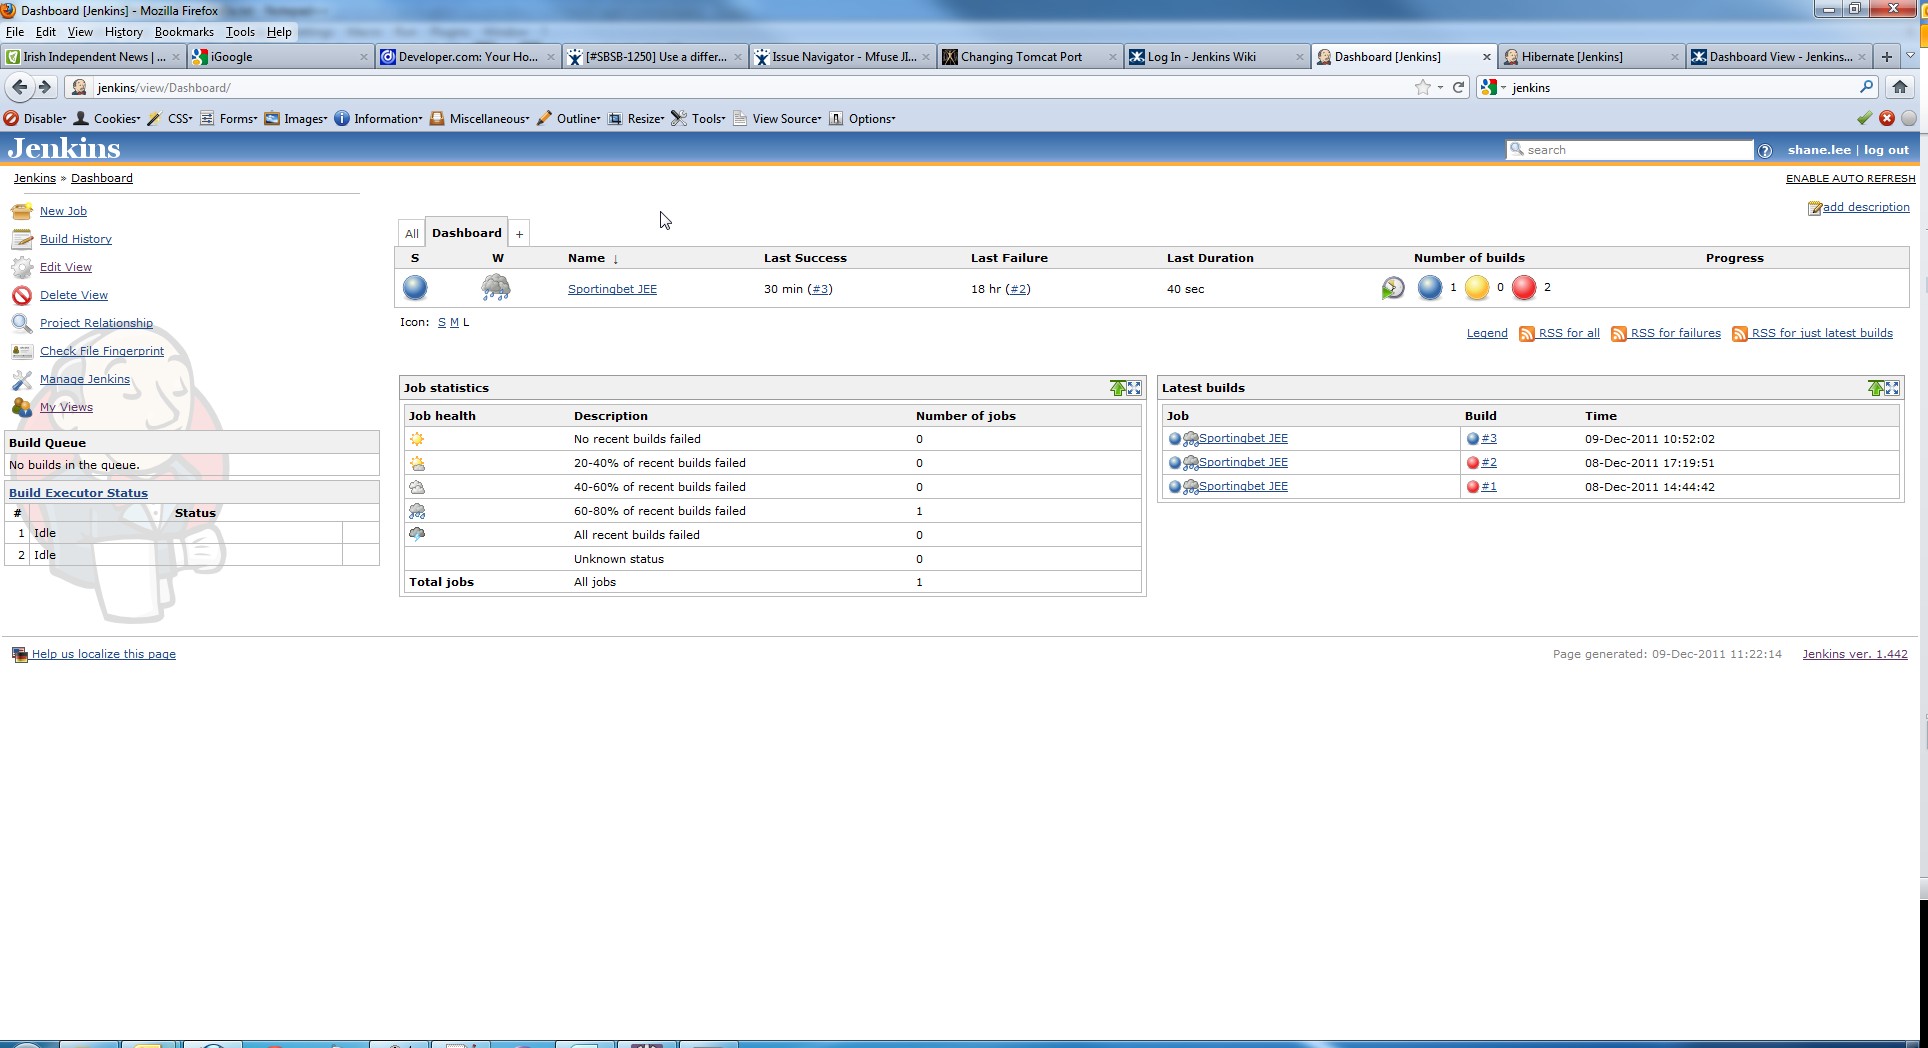 Dashboard [Jenkins] - Mozilla Firefox
File Edit View History Bookmarks Tools Help
Irish Independent News | ... iGoogle Developer.com: Your Ho... [#SBSB-1250] Use a differ... Issue Navigator - Mfuse JI... Changing Tomcat Port Log In - Jenkins Wiki Dashboard [Jenkins] Hibernate [Jenkins] Dashboard View - Jenkins...
jenkins/view/Dashboard/ jenkins
Disable Cookies CSS Forms Images Information Miscellaneous Outline Resize Tools View Source Options
Jenkins search shane.lee | log out
Jenkins » Dashboard ENABLE AUTO REFRESH
add description
New Job
Build History
Edit View
Delete View
Project Relationship
Check File Fingerprint
Manage Jenkins
My Views
Build Queue
No builds in the queue.
Build Executor Status
# Status
1 Idle
2 Idle
All Dashboard +
S W Name ↓ Last Success Last Failure Last Duration Number of builds Progress
Sportingbet JEE 30 min (#3) 18 hr (#2) 40 sec 1 0 2
Icon: S M L
Legend RSS for all RSS for failures RSS for just latest builds
Job statistics
Job health Description Number of jobs
No recent builds failed 0
20-40% of recent builds failed 0
40-60% of recent builds failed 0
60-80% of recent builds failed 1
All recent builds failed 0
Unknown status 0
Total jobs All jobs 1
Latest builds
Job Build Time
Sportingbet JEE #3 09-Dec-2011 10:52:02
Sportingbet JEE #2 08-Dec-2011 17:19:51
Sportingbet JEE #1 08-Dec-2011 14:44:42
Help us localize this page Page generated: 09-Dec-2011 11:22:14 Jenkins ver. 1.442